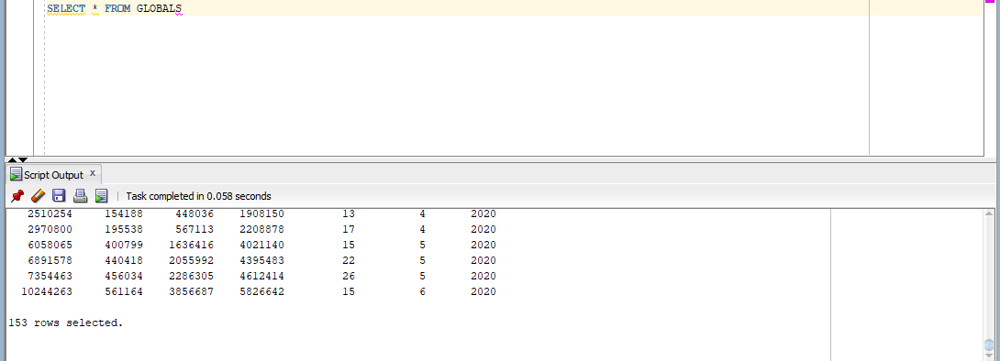 SELECT * FROM GLOBALS
Script Output x
Task completed in 0.058 seconds
2510254 154188 448036 1908150 13 4 2020
2970800 195538 567113 2208878 17 4 2020
6058065 400799 1636416 4021140 15 5 2020
6891578 440418 2055992 4395483 22 5 2020
7354463 456034 2286305 4612414 26 5 2020
10244263 561164 3856687 5826642 15 6 2020
153 rows selected.